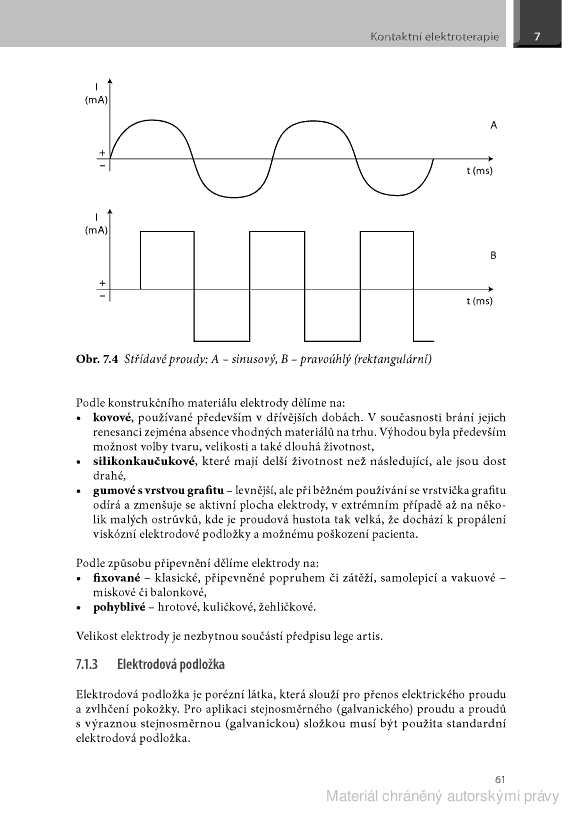 Kontaktní elektroterapie
7
I
(mA)
A
+
–
t (ms)
I
(mA)
B
+
–
t (ms)
Obr. 7.4 Střídavé proudy: A – sinusový, B – pravoúhlý (rektangulární)
Podle konstrukčního materiálu elektrody dělíme na:
• kovové, používané především v dřívějších dobách. V současnosti brání jejich
renesanci zejména absence vhodných materiálů na trhu. Výhodou byla především
možnost volby tvaru, velikosti a také dlouhá životnost,
• silikonkaučukové, které mají delší životnost než následující, ale jsou dost
drahé,
• gumové s vrstvou grafitu – levnější, ale při běžném používání se vrstvička grafitu
odírá a zmenšuje se aktivní plocha elektrody, v extrémním případě až na něko-
lik malých ostrůvků, kde je proudová hustota tak velká, že dochází k propálení
viskózní elektrodové podložky a možnému poškození pacienta.
Podle způsobu připevnění dělíme elektrody na:
• fixované – klasické, připevněné popruhem či zátěží, samolepicí a vakuové –
miskové či balonkové,
• pohyblivé – hrotové, kuličkové, žehličkové.
Velikost elektrody je nezbytnou součástí předpisu lege artis.
7.1.3 Elektrodová podložka
Elektrodová podložka je porézní látka, která slouží pro přenos elektrického proudu
a zvlhčení pokožky. Pro aplikaci stejnosměrného (galvanického) proudu a proudů
s výraznou stejnosměrnou (galvanickou) složkou musí být použita standardní
elektrodová podložka.
61
Materiál chráněný autorskými právy